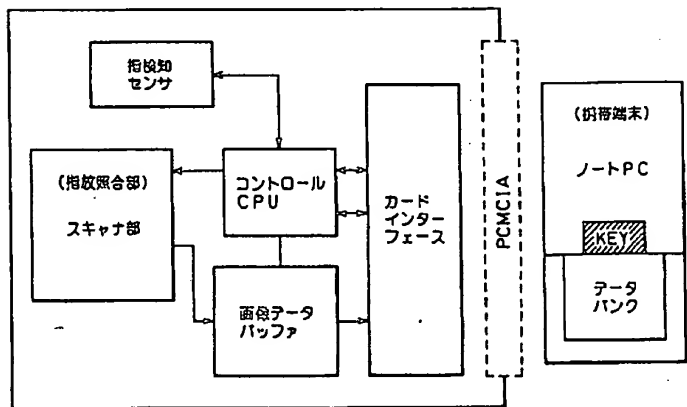 指検知
センサ
(指紋照合部)
スキャナ部
コントロール
CPU
画像データ
バッファ
カード
インター
フェース
PCMCIA
(携帯端末)
ノートPC
KEY
データ
バンク